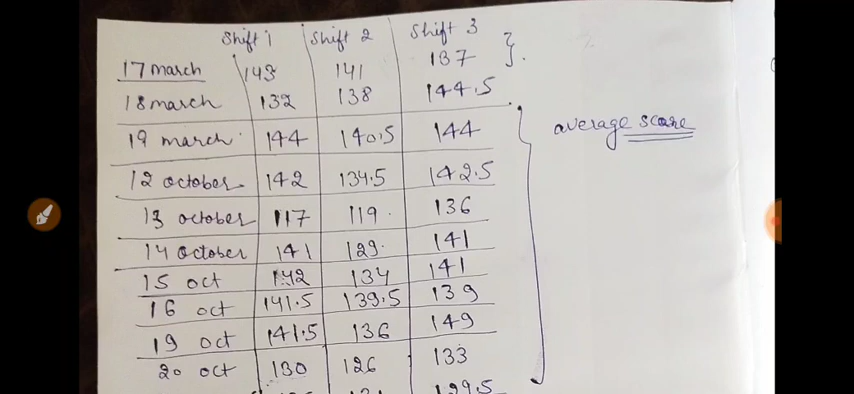 Shift 1 Shift 2 Shift 3
17 march 143 141 137
18 march 132 138 144.5
19 march 144 140.5 144
average score
12 october 142 134.5 142.5
13 october 117 119 136
14 october 141 129 141
15 oct 142 134 141
16 oct 141.5 139.5 139
19 oct 141.5 136 149
20 oct 130 126 133
129.5